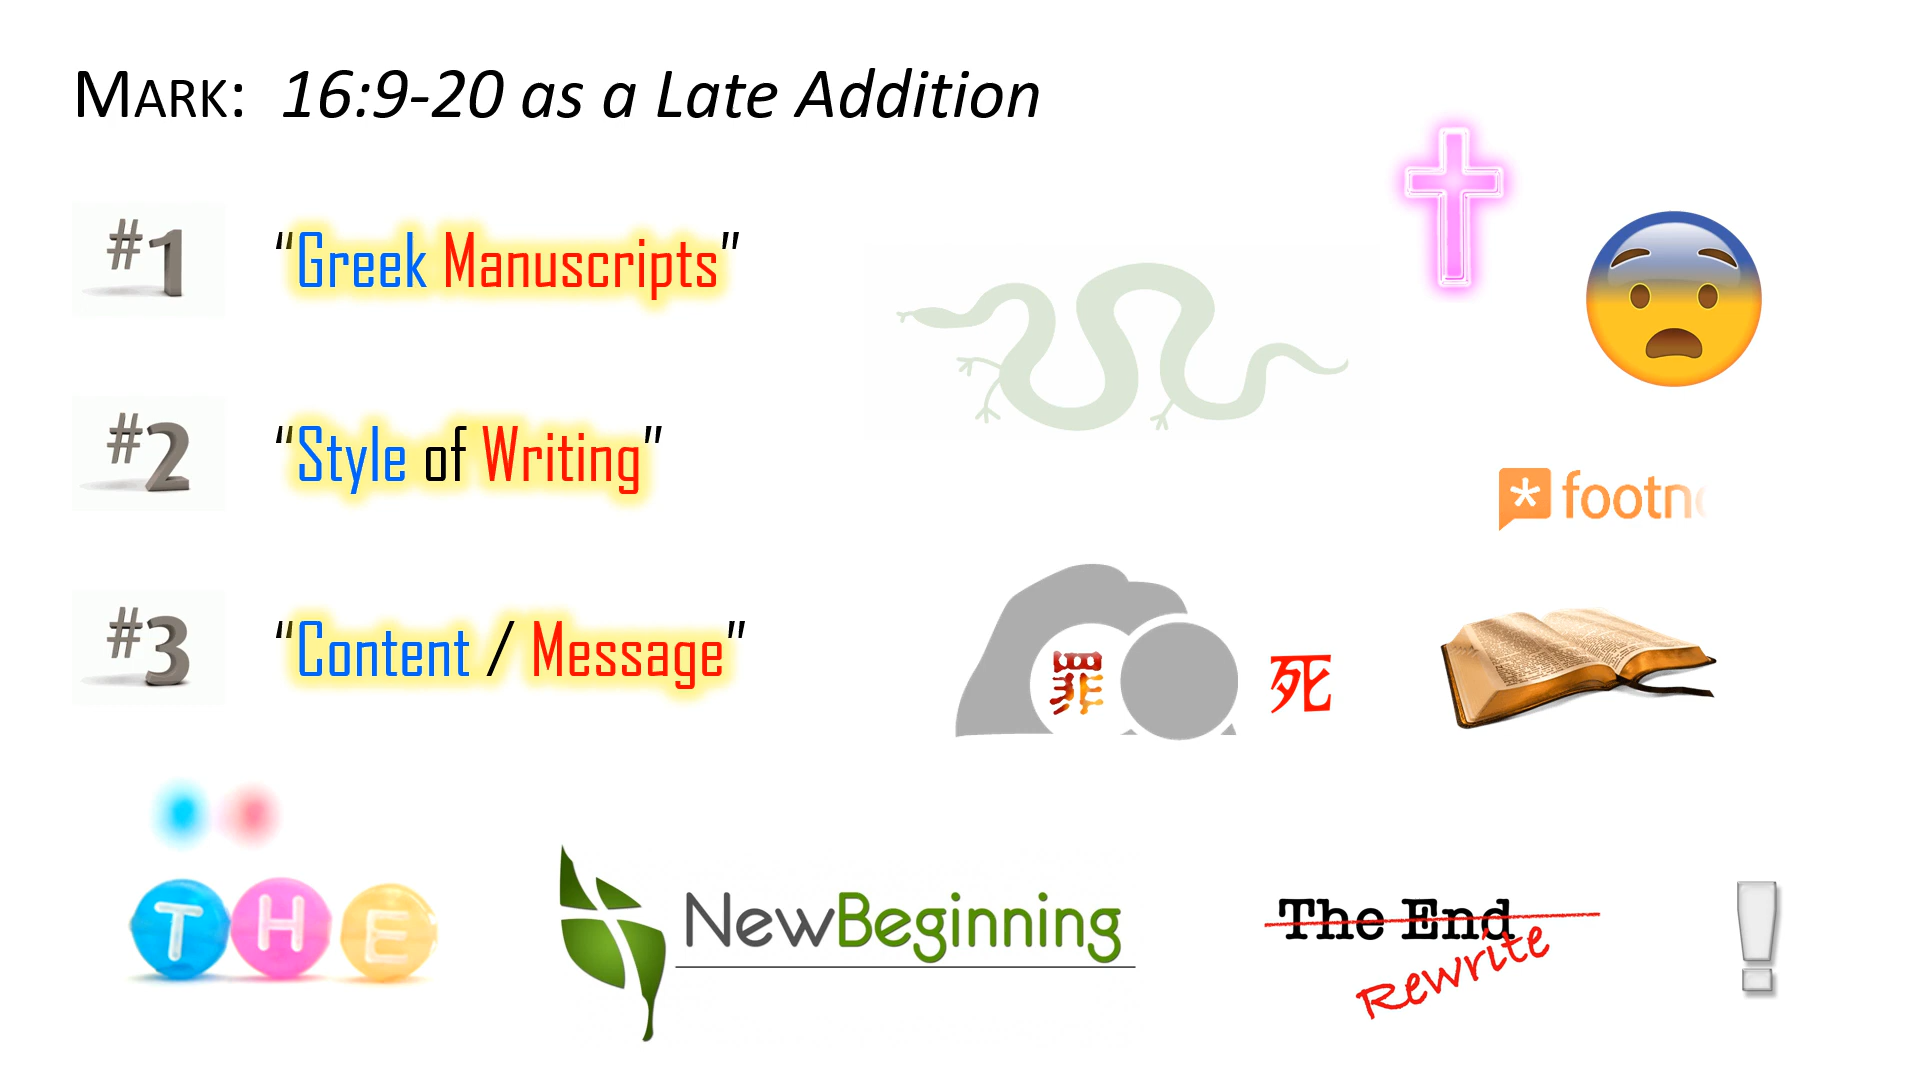 MARK: 16:9-20 as a Late Addition
#1 “Greek Manuscripts”
#2 “Style of Writing”
#3 “Content / Message”
* footn
罪 死
THE
NewBeginning
The End
Rewrite
!